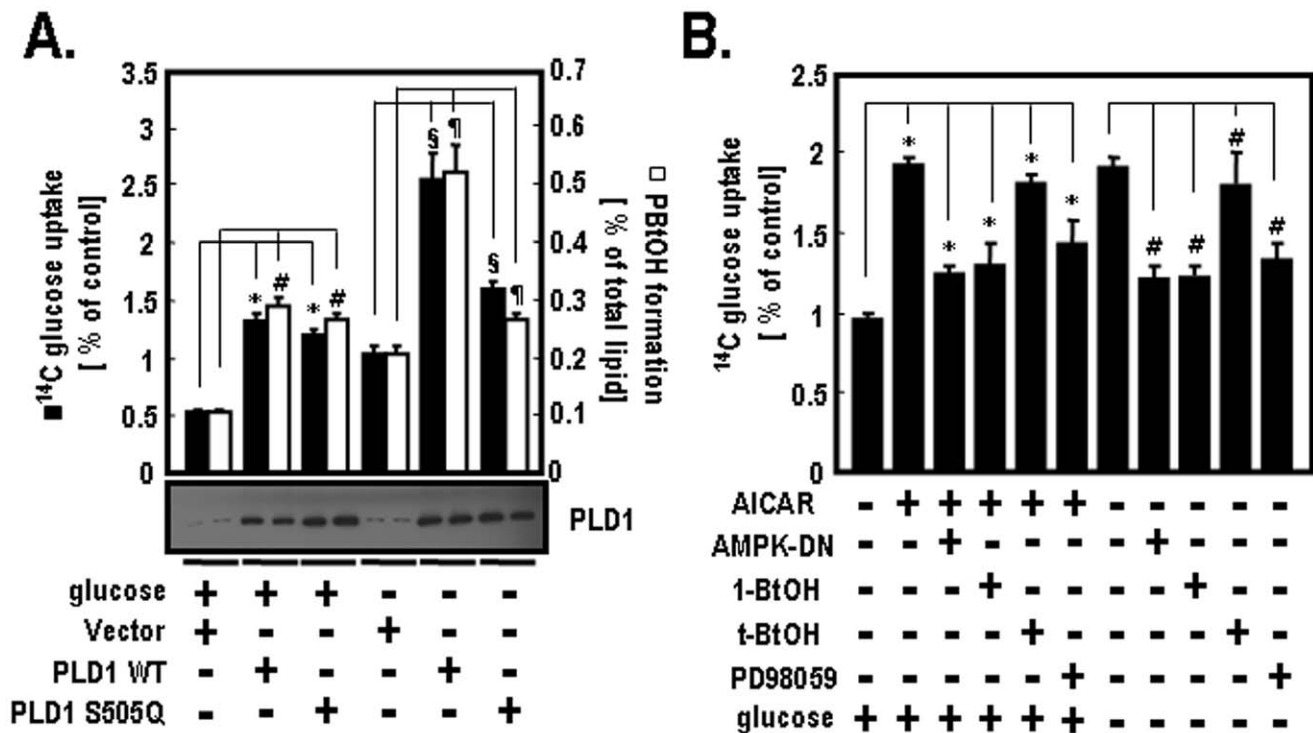 A.
3.5
3
2.5
2
1.5
1
0.5
0
■ ¹⁴C glucose uptake
[ % of control]
0.7
0.6
0.5
0.4
0.3
0.2
0.1
0
□ PBtOH formation
[ % of total lipid]
* # * # § ¶ § ¶
PLD1
glucose + + + - - -
Vector + - - + - -
PLD1 WT - + - - + -
PLD1 S505Q - - + - - +
B.
2.5
2
1.5
1
0.5
0
¹⁴C glucose uptake
[ % of control]
* * * * * # # # #
AICAR - + + + + + - - - - -
AMPK-DN - - + - - - - + - - -
1-BtOH - - - + - - - - + - -
t-BtOH - - - - + - - - - + -
PD98059 - - - - - + - - - - +
glucose + + + + + + - - - - -